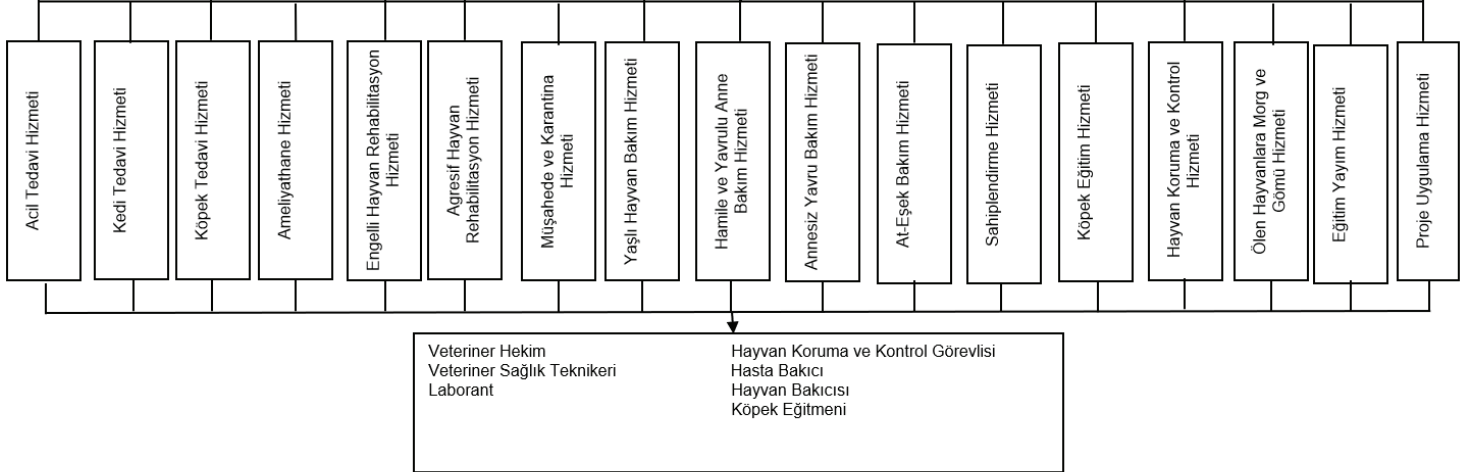 Acil Tedavi Hizmeti
Kedi Tedavi Hizmeti
Köpek Tedavi Hizmeti
Ameliyathane Hizmeti
Engelli Hayvan Rehabilitasyon
Hizmeti
Agresif Hayvan
Rehabilitasyon Hizmeti
Müşahede ve Karantina
Hizmeti
Yaşlı Hayvan Bakım Hizmeti
Hamile ve Yavrulu Anne
Bakım Hizmeti
Annesiz Yavru Bakım Hizmeti
At-Eşek Bakım Hizmeti
Sahiplendirme Hizmeti
Köpek Eğitim Hizmeti
Hayvan Koruma ve Kontrol
Hizmeti
Ölen Hayvanlara Morg ve
Gömü Hizmeti
Eğitim Yayım Hizmeti
Proje Uygulama Hizmeti
Veteriner Hekim
Veteriner Sağlık Teknikeri
Laborant
Hayvan Koruma ve Kontrol Görevlisi
Hasta Bakıcı
Hayvan Bakıcısı
Köpek Eğitmeni